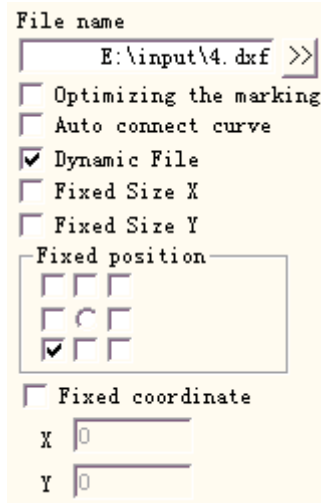 File name
E:\input\4.dxf >>
Optimizing the marking
Auto connect curve
Dynamic File
Fixed Size X
Fixed Size Y
Fixed position
Fixed coordinate
X 0
Y 0